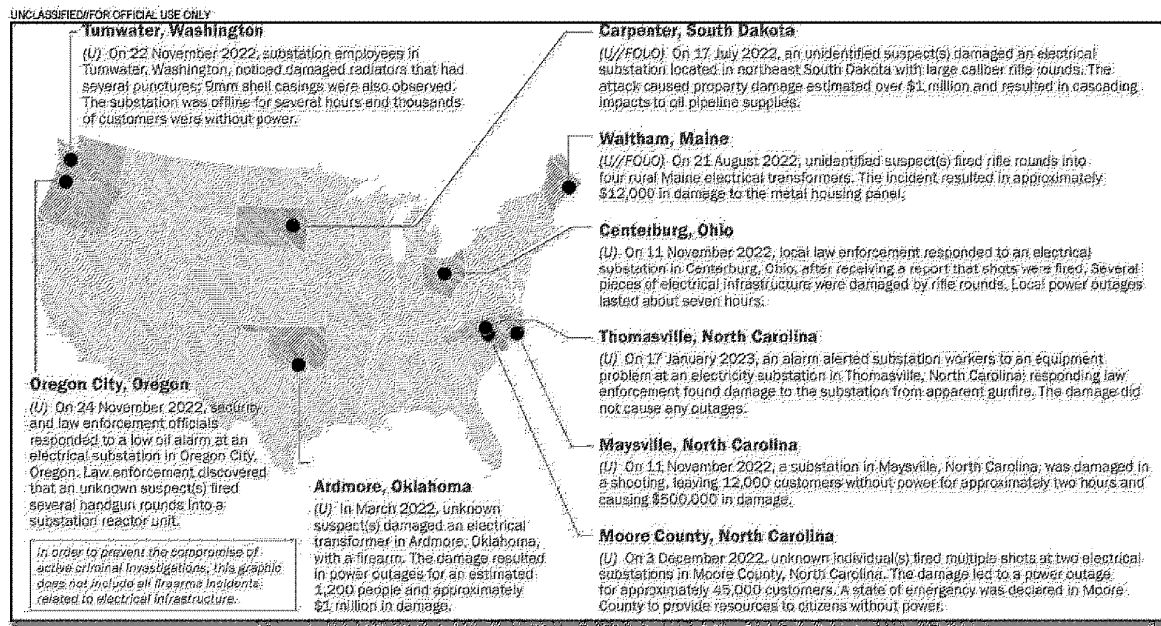 UNCLASSIFIED//FOR OFFICIAL USE ONLY
Tumwater, Washington
(U) On 22 November 2022, substation employees in
Tumwater, Washington, noticed damaged radiators that had
several punctures; 9mm shell casings were also observed.
The substation was offline for several hours and thousands
of customers were without power.
Carpenter, South Dakota
(U//FOUO) On 17 July 2022, an unidentified suspect(s) damaged an electrical
substation located in northeast South Dakota with large caliber rifle rounds. The
attack caused property damage estimated over $1 million and resulted in cascading
impacts to oil pipeline supplies.
Waltham, Maine
(U//FOUO) On 21 August 2022, unidentified suspect(s) fired rifle rounds into
four rural Maine electrical transformers. The incident resulted in approximately
$12,000 in damage to the metal housing panel.
Centerburg, Ohio
(U) On 11 November 2022, local law enforcement responded to an electrical
substation in Centerburg, Ohio, after receiving a report that shots were fired. Several
pieces of electrical infrastructure were damaged by rifle rounds. Local power outages
lasted about seven hours.
Thomasville, North Carolina
(U) On 17 January 2023, an alarm alerted substation workers to an equipment
problem at an electricity substation in Thomasville, North Carolina; responding law
enforcement found damage to the substation from apparent gunfire. The damage did
not cause any outages.
Maysville, North Carolina
(U) On 11 November 2022, a substation in Maysville, North Carolina, was damaged in
a shooting, leaving 12,000 customers without power for approximately two hours and
causing $500,000 in damage.
Moore County, North Carolina
(U) On 3 December 2022, unknown individual(s) fired multiple shots at two electrical
substations in Moore County, North Carolina. The damage led to a power outage
for approximately 45,000 customers. A state of emergency was declared in Moore
County to provide resources to citizens without power.
Oregon City, Oregon
(U) On 24 November 2022, security
and law enforcement officials
responded to a low oil alarm at an
electrical substation in Oregon City,
Oregon. Law enforcement discovered
that an unknown suspect(s) fired
several handgun rounds into a
substation reactor unit.
In order to prevent the compromise of
active criminal investigations, this graphic
does not include all firearms incidents
related to electrical infrastructure.
Ardmore, Oklahoma
(U) In March 2022, unknown
suspect(s) damaged an electrical
transformer in Ardmore, Oklahoma,
with a firearm. The damage resulted
in power outages for an estimated
1,200 people and approximately
$1 million in damage.